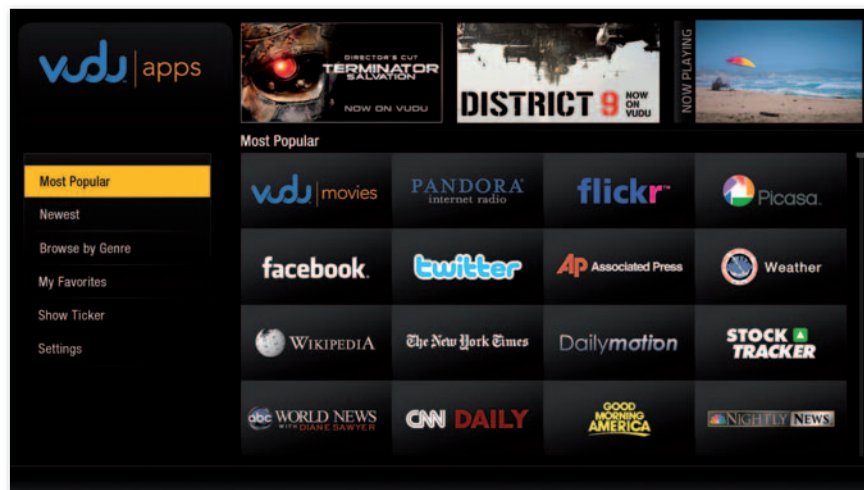 vudu apps
DIRECTOR'S CUT
TERMINATOR
SALVATION
NOW ON VUDU
DISTRICT 9 NOW ON VUDU
NOW PLAYING
Most Popular
Most Popular
Newest
Browse by Genre
My Favorites
Show Ticker
Settings
vudu movies
PANDORA®
internet radio
flickr™
Picasa.
facebook.
twitter
AP Associated Press
Weather
WIKIPEDIA
The New York Times
Dailymotion
STOCK
TRACKER
abc WORLD NEWS
WITH DIANE SAWYER
CNN DAILY
GOOD
MORNING
AMERICA
NIGHTLY NEWS